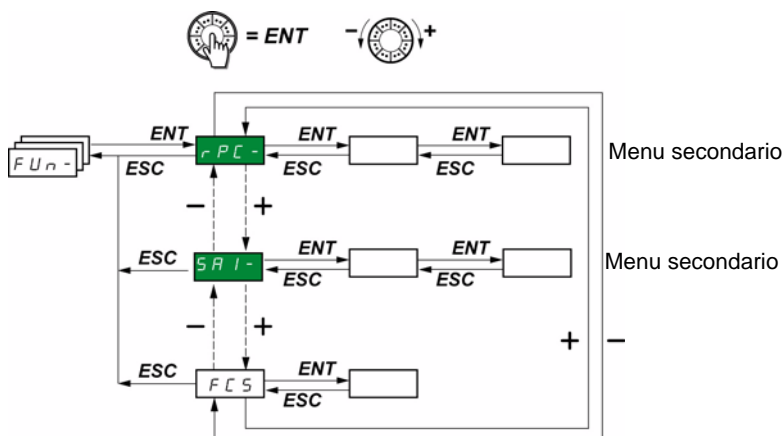 = ENT - +
ENT ENT ENT
FUn- rPC- Menu secondario
ESC ESC ESC
- +
ENT ENT
ESC SAI- Menu secondario
ESC ESC
- + + -
ESC ENT
FCS
ESC